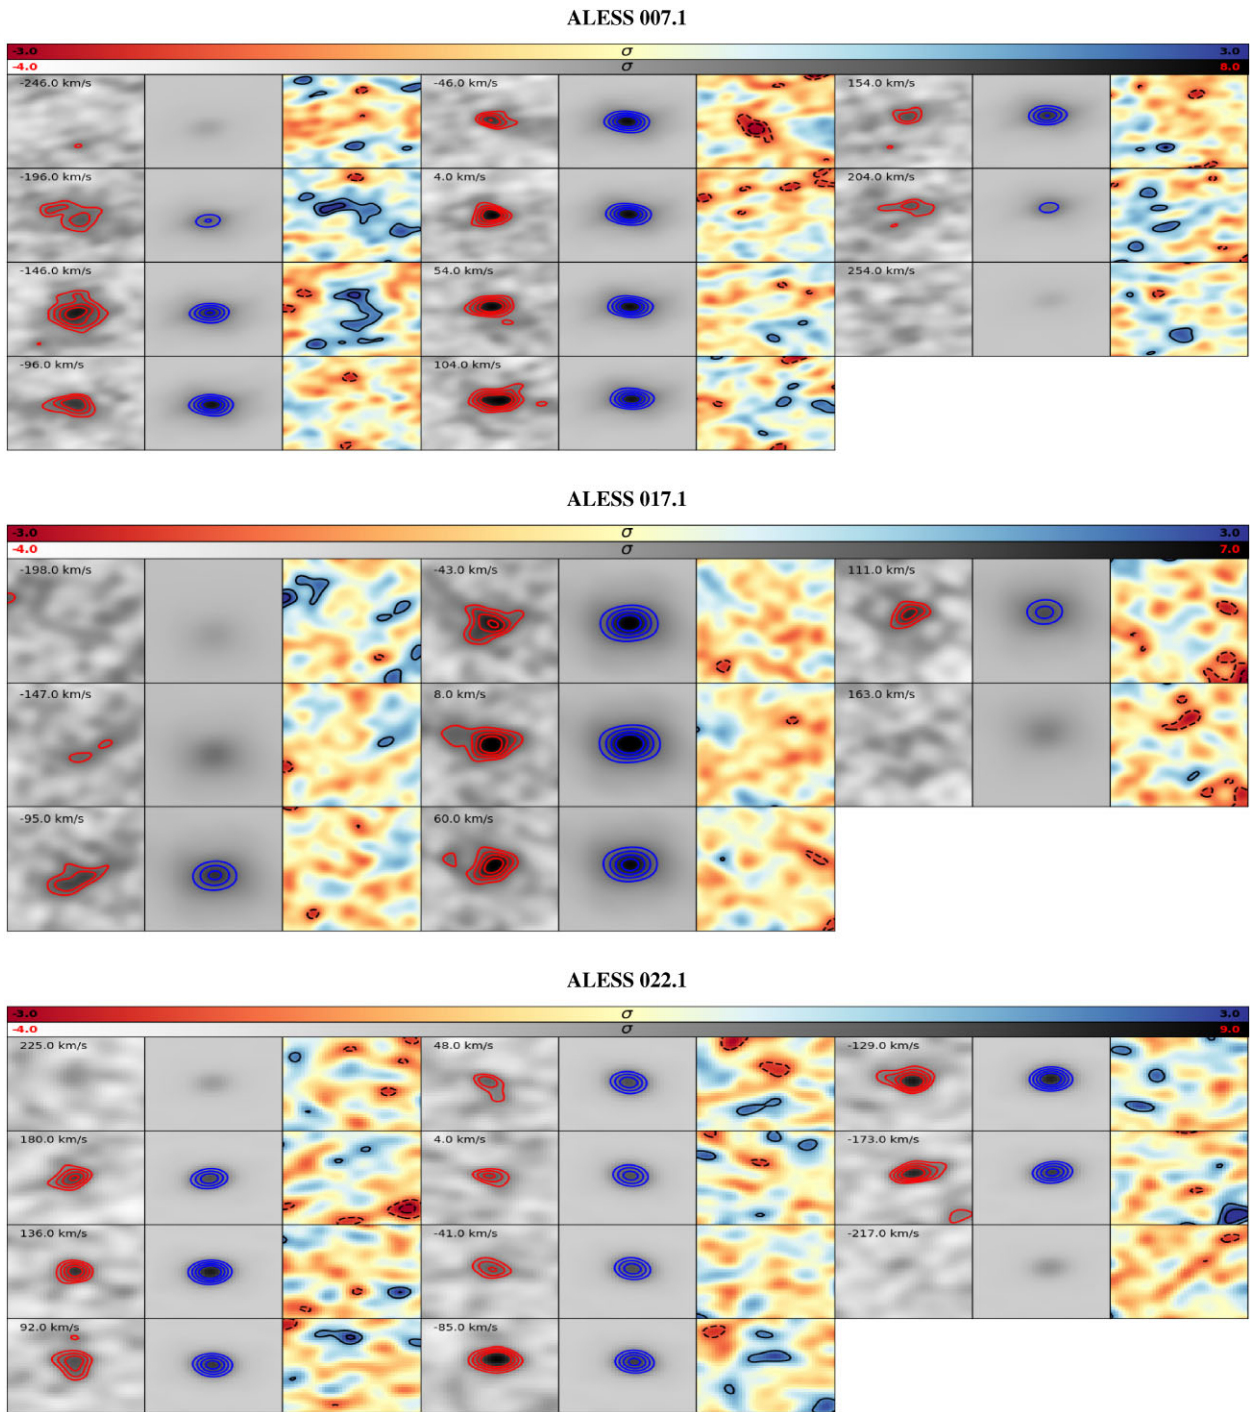 ALESS 007.1
-3.0 σ 3.0
-4.0 σ 8.0
-246.0 km/s -46.0 km/s 154.0 km/s
-196.0 km/s 4.0 km/s 204.0 km/s
-146.0 km/s 54.0 km/s 254.0 km/s
-96.0 km/s 104.0 km/s
ALESS 017.1
-3.0 σ 3.0
-4.0 σ 7.0
-198.0 km/s -43.0 km/s 111.0 km/s
-147.0 km/s 8.0 km/s 163.0 km/s
-95.0 km/s 60.0 km/s
ALESS 022.1
-3.0 σ 3.0
-4.0 σ 9.0
225.0 km/s 48.0 km/s -129.0 km/s
180.0 km/s 4.0 km/s -173.0 km/s
136.0 km/s -41.0 km/s -217.0 km/s
92.0 km/s -85.0 km/s